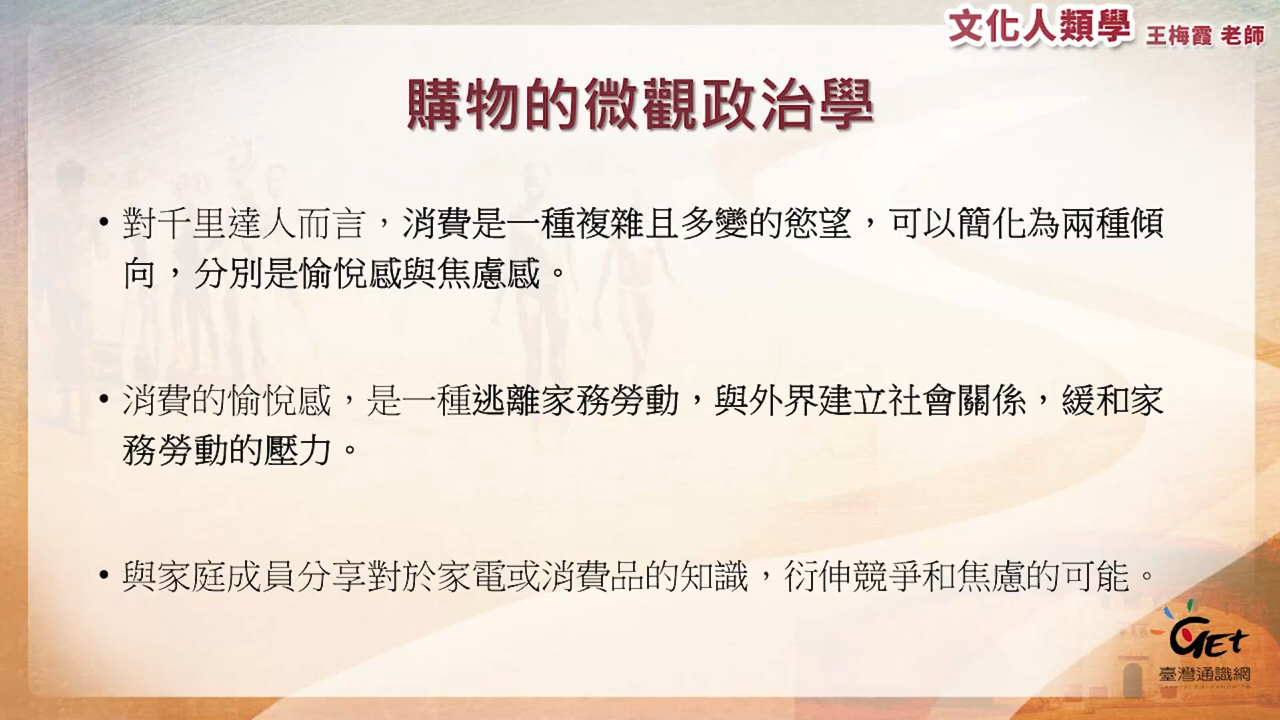 文化人類學 王梅霞 老師
購物的微觀政治學
• 對千里達人而言，消費是一種複雜且多變的慾望，可以簡化為兩種傾
向，分別是愉悅感與焦慮感。
• 消費的愉悅感，是一種逃離家務勞動，與外界建立社會關係，緩和家
務勞動的壓力。
• 與家庭成員分享對於家電或消費品的知識，衍伸競爭和焦慮的可能。
GEt
臺灣通識網